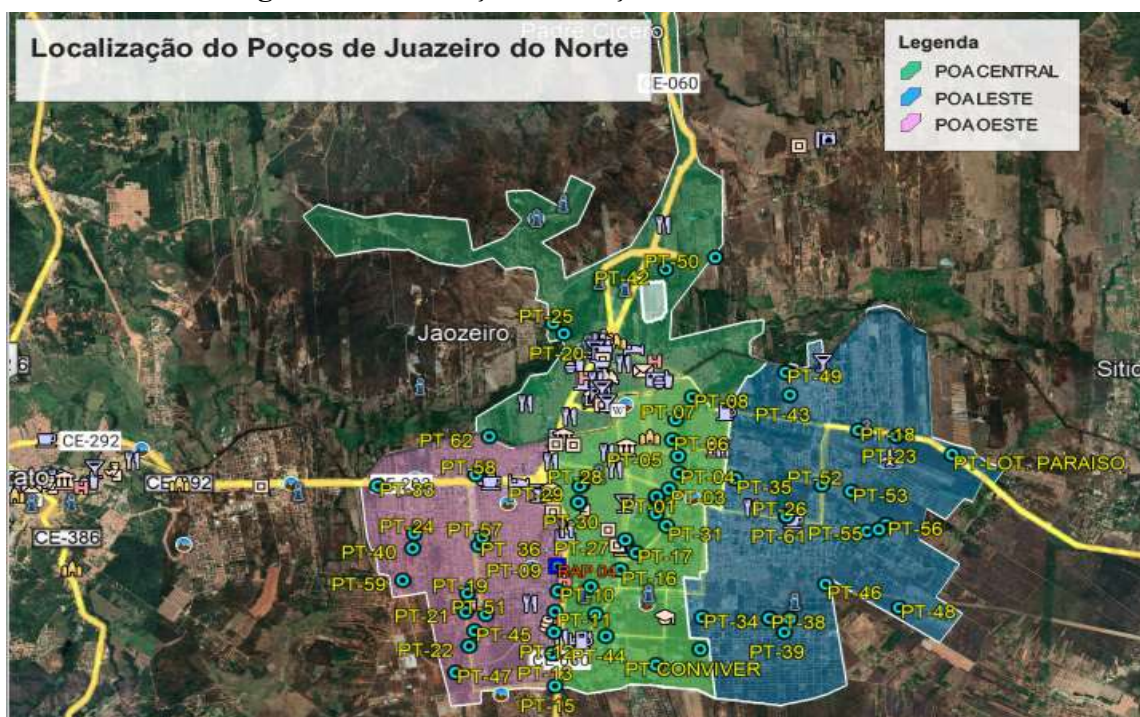 Padre Cícero
Localização do Poços de Juazeiro do Norte
Legenda
POA CENTRAL
POA LESTE
POA OESTE
CE-060
PT-50
PT-42
PT-25
Jaozeiro
PT-20
PT-49
Sitio
PT-08
PT-43
PT-07
PT-62
PT-06
PT-18
CE-292
PT-05
PT-23
PT-LOT. PARAISO
PT-58
PT-04
PT-52
PT-28
PT-35
PT-33
PT-29
PT-03
PT-53
PT-01
PT-26
PT-30
PT-24
PT-57
PT-31
PT-61
PT-55
PT-56
CE-386
PT-40
PT-36
PT-27
PT-17
PT-09
RAP 04
PT-16
PT-59
PT-19
PT-10
PT-46
PT-21
PT-51
PT-11
PT-34
PT-38
PT-48
PT-45
PT-22
PT-12
PT-44
PT-39
PT-47
PT-13
PT-CONVIVER
PT-15